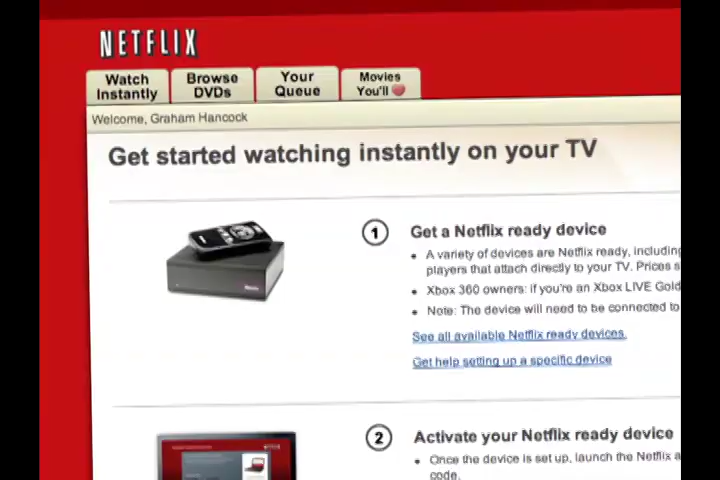 NETFLIX
Watch Instantly
Browse DVDs
Your Queue
Movies You'll
Welcome, Graham Hancock
Get started watching instantly on your TV
1 Get a Netflix ready device
• A variety of devices are Netflix ready, including
players that attach directly to your TV. Prices
• Xbox 360 owners: if you're an Xbox LIVE Gold
• Note: The device will need to be connected to
See all available Netflix ready devices.
Get help setting up a specific device
2 Activate your Netflix ready device
• Once the device is set up, launch the Netflix
code.